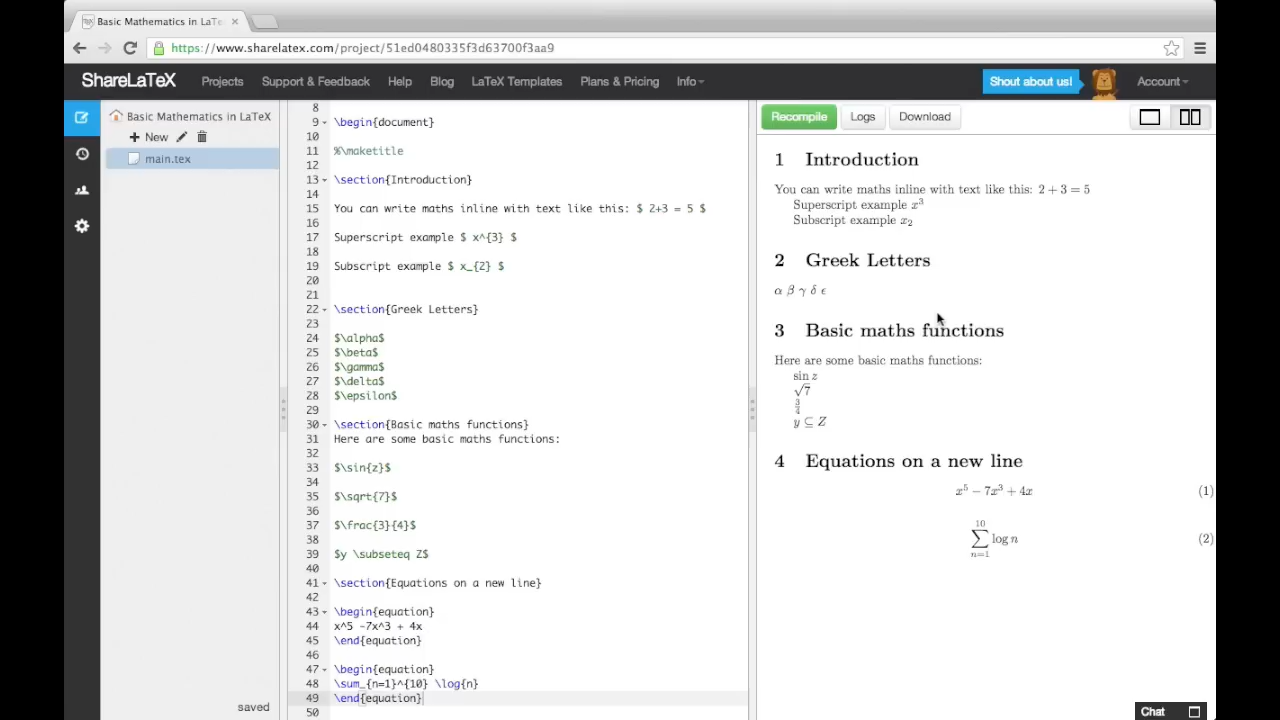 Basic Mathematics in LaTe
https://www.sharelatex.com/project/51ed0480335f3d63700f3aa9
ShareLaTeX Projects Support & Feedback Help Blog LaTeX Templates Plans & Pricing Info Shout about us! Account
Basic Mathematics in LaTeX
New
main.tex
saved
8
9 \begin{document}
10
11 %\maketitle
12
13 \section{Introduction}
14
15 You can write maths inline with text like this: $ 2+3 = 5 $
16
17 Superscript example $ x^{3} $
18
19 Subscript example $ x_{2} $
20
21
22 \section{Greek Letters}
23
24 $\alpha$
25 $\beta$
26 $\gamma$
27 $\delta$
28 $\epsilon$
29
30 \section{Basic maths functions}
31 Here are some basic maths functions:
32
33 $\sin{z}$
34
35 $\sqrt{7}$
36
37 $\frac{3}{4}$
38
39 $y \subseteq Z$
40
41 \section{Equations on a new line}
42
43 \begin{equation}
44 x^5 -7x^3 + 4x
45 \end{equation}
46
47 \begin{equation}
48 \sum_{n=1}^{10} \log{n}
49 \end{equation}
50
Recompile Logs Download
1 Introduction
You can write maths inline with text like this: 2 + 3 = 5
Superscript example x³
Subscript example x₂
2 Greek Letters
α β γ δ ϵ
3 Basic maths functions
Here are some basic maths functions:
sin z
√7
3/4
y ⊆ Z
4 Equations on a new line
x⁵ − 7x³ + 4x (1)
10
∑ log n (2)
n=1
Chat